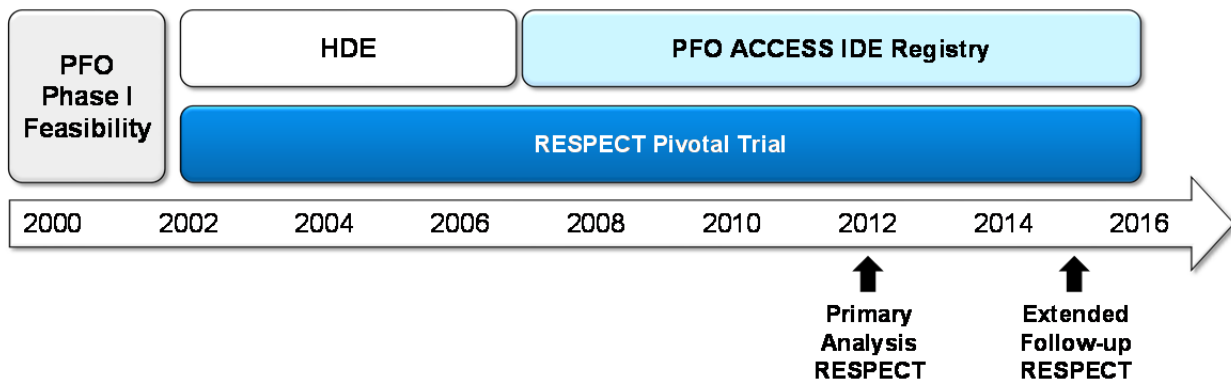 PFO
Phase I
Feasibility
HDE
PFO ACCESS IDE Registry
RESPECT Pivotal Trial
2000 2002 2004 2006 2008 2010 2012 2014 2016
Primary
Analysis
RESPECT
Extended
Follow-up
RESPECT